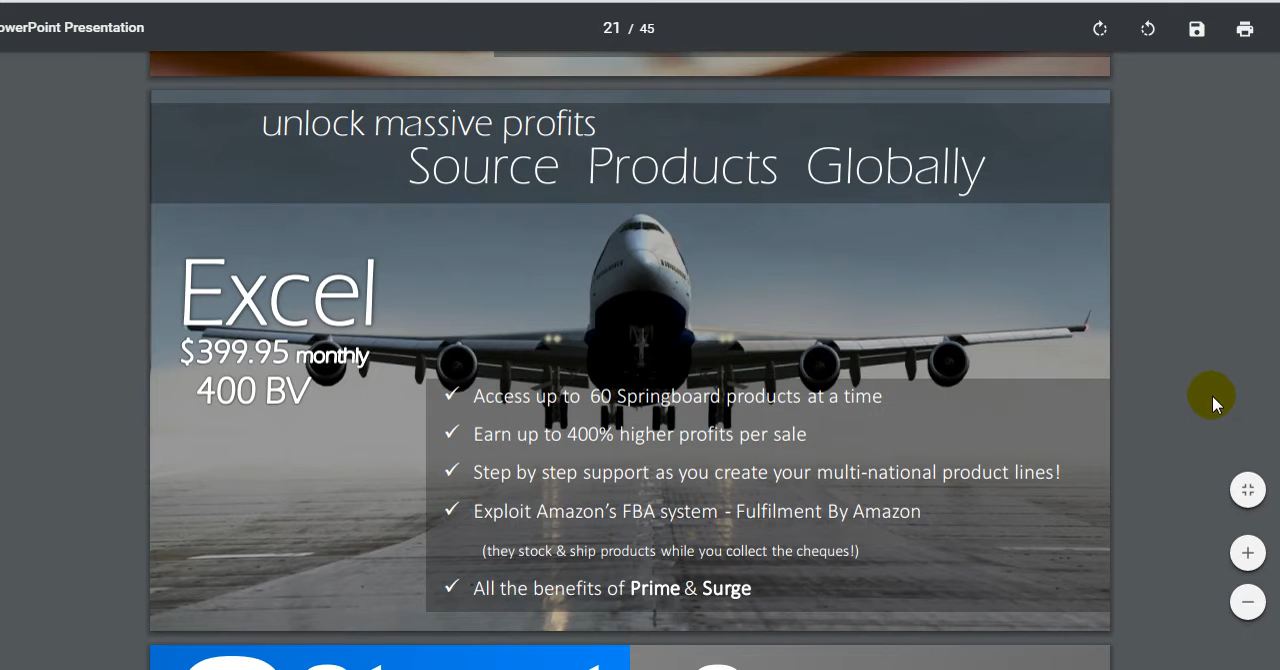 owerPoint Presentation
21 / 45
unlock massive profits
Source Products Globally
Excel
$399.95 monthly
400 BV
✓ Access up to 60 Springboard products at a time
✓ Earn up to 400% higher profits per sale
✓ Step by step support as you create your multi-national product lines!
✓ Exploit Amazon's FBA system - Fulfilment By Amazon
(they stock & ship products while you collect the cheques!)
✓ All the benefits of Prime & Surge